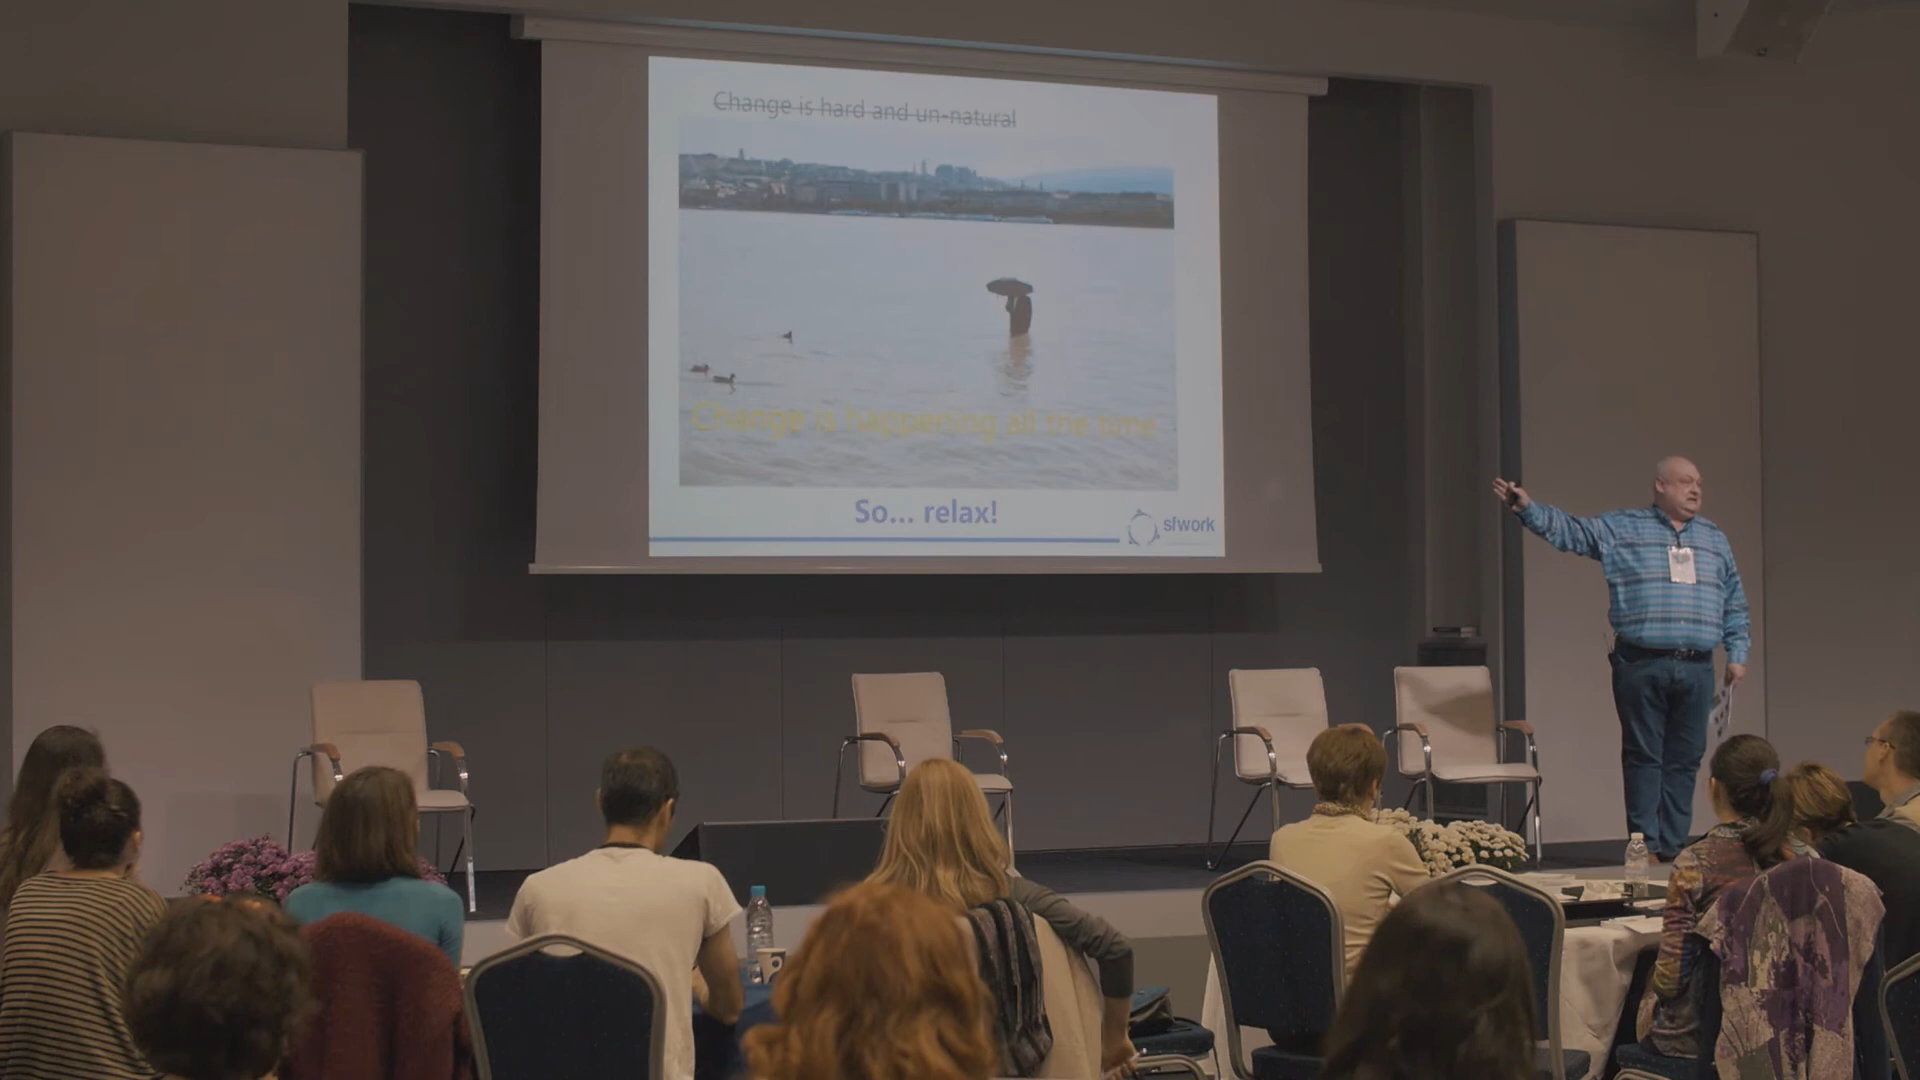 Change is hard and un-natural
Change is happening all the time
So... relax!
sfwork